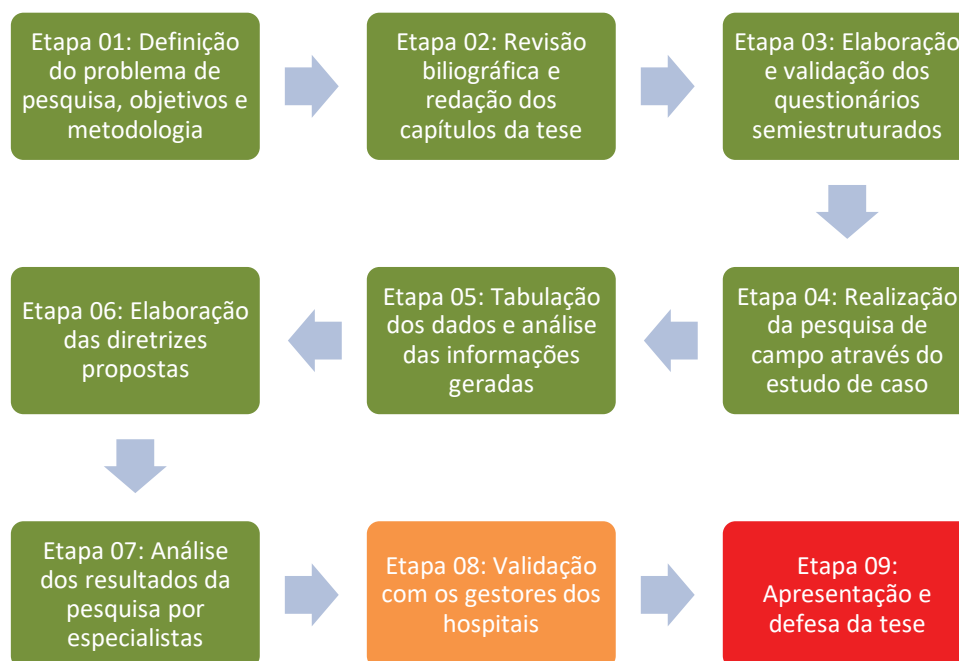 Etapa 01: Definição
do problema de
pesquisa, objetivos e
metodologia
Etapa 02: Revisão
biliográfica e
redação dos
capítulos da tese
Etapa 03: Elaboração
e validação dos
questionários
semiestruturados
Etapa 04: Realização
da pesquisa de
campo através do
estudo de caso
Etapa 05: Tabulação
dos dados e análise
das informações
geradas
Etapa 06: Elaboração
das diretrizes
propostas
Etapa 07: Análise
dos resultados da
pesquisa por
especialistas
Etapa 08: Validação
com os gestores dos
hospitais
Etapa 09:
Apresentação e
defesa da tese